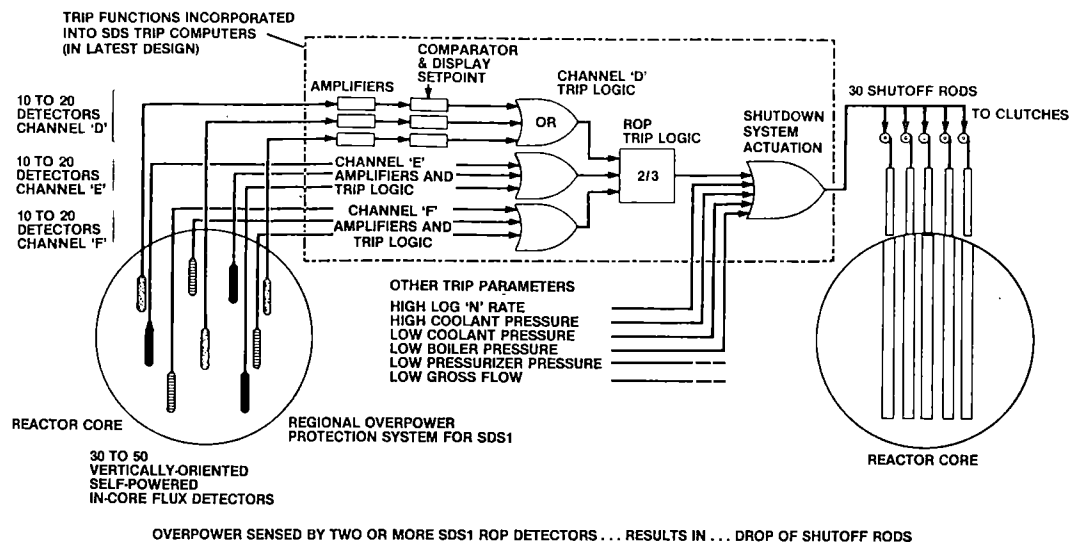 TRIP FUNCTIONS INCORPORATED
INTO SDS TRIP COMPUTERS
(IN LATEST DESIGN)
COMPARATOR
& DISPLAY
SETPOINT
AMPLIFIERS
CHANNEL 'D'
TRIP LOGIC
10 TO 20
DETECTORS
CHANNEL 'D'
OR
ROP
TRIP LOGIC
2/3
SHUTDOWN
SYSTEM
ACTUATION
30 SHUTOFF RODS
TO CLUTCHES
10 TO 20
DETECTORS
CHANNEL 'E'
CHANNEL 'E'
AMPLIFIERS AND
TRIP LOGIC
10 TO 20
DETECTORS
CHANNEL 'F'
CHANNEL 'F'
AMPLIFIERS AND
TRIP LOGIC
OTHER TRIP PARAMETERS
HIGH LOG 'N' RATE
HIGH COOLANT PRESSURE
LOW COOLANT PRESSURE
LOW BOILER PRESSURE
LOW PRESSURIZER PRESSURE
LOW GROSS FLOW
REACTOR CORE
REGIONAL OVERPOWER
PROTECTION SYSTEM FOR SDS1
30 TO 50
VERTICALLY-ORIENTED
SELF-POWERED
IN-CORE FLUX DETECTORS
REACTOR CORE
OVERPOWER SENSED BY TWO OR MORE SDS1 ROP DETECTORS . . . RESULTS IN . . . DROP OF SHUTOFF RODS